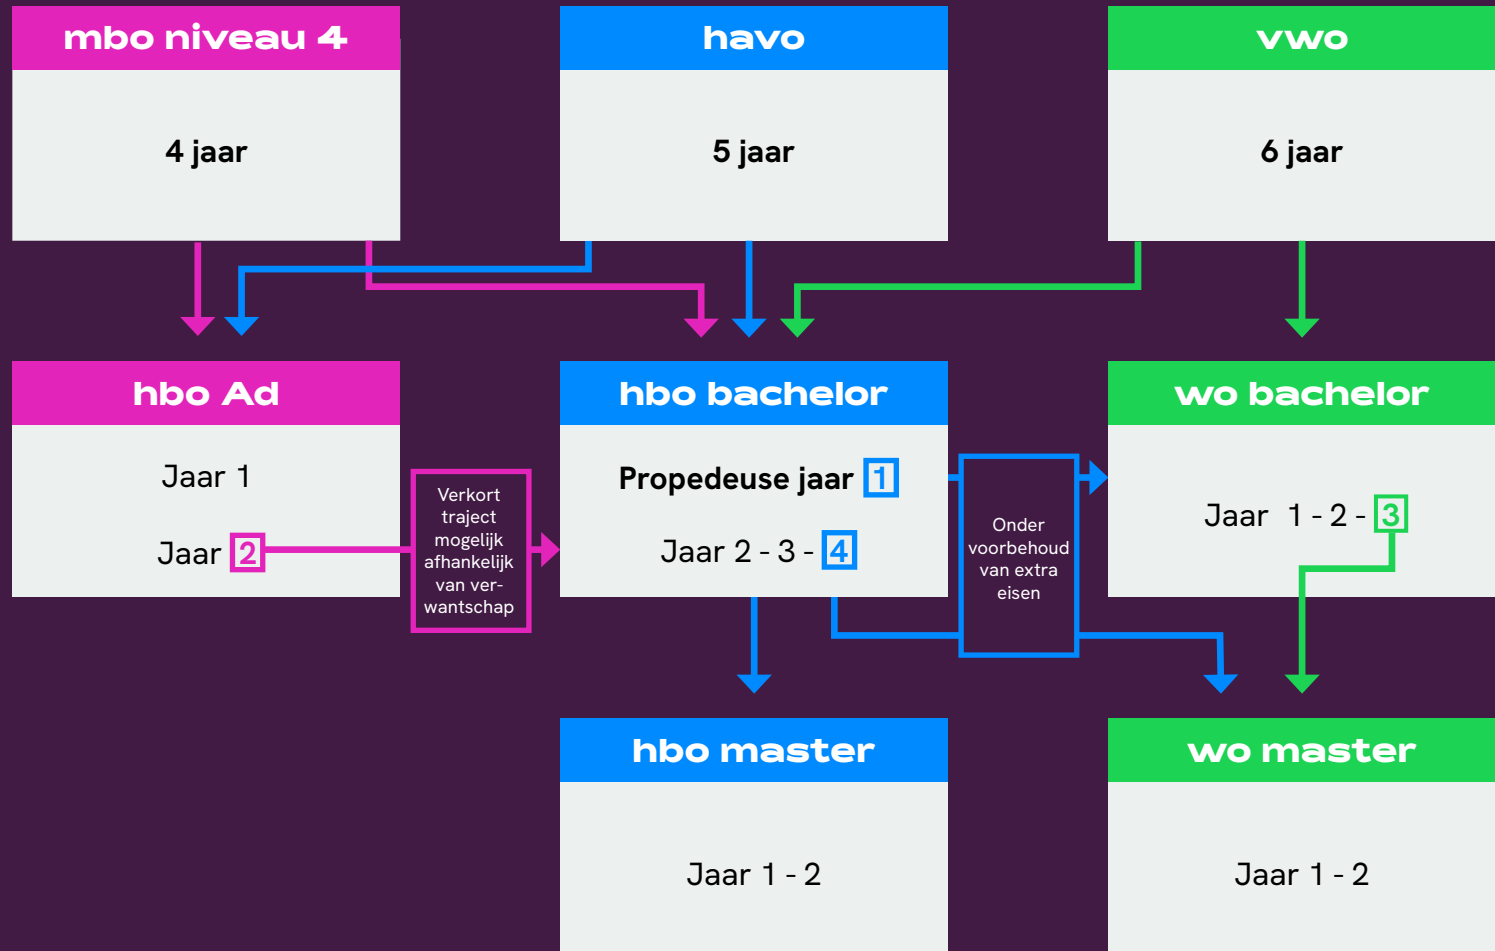 mbo niveau 4
havo
vwo
4 jaar
5 jaar
6 jaar
hbo Ad
hbo bachelor
wo bachelor
Jaar 1
Jaar 2
Verkort
traject
mogelijk
afhankelijk
van ver-
wantschap
Propedeuse jaar 1
Jaar 2 - 3 - 4
Onder
voorbehoud
van extra
eisen
Jaar 1 - 2 - 3
hbo master
wo master
Jaar 1 - 2
Jaar 1 - 2